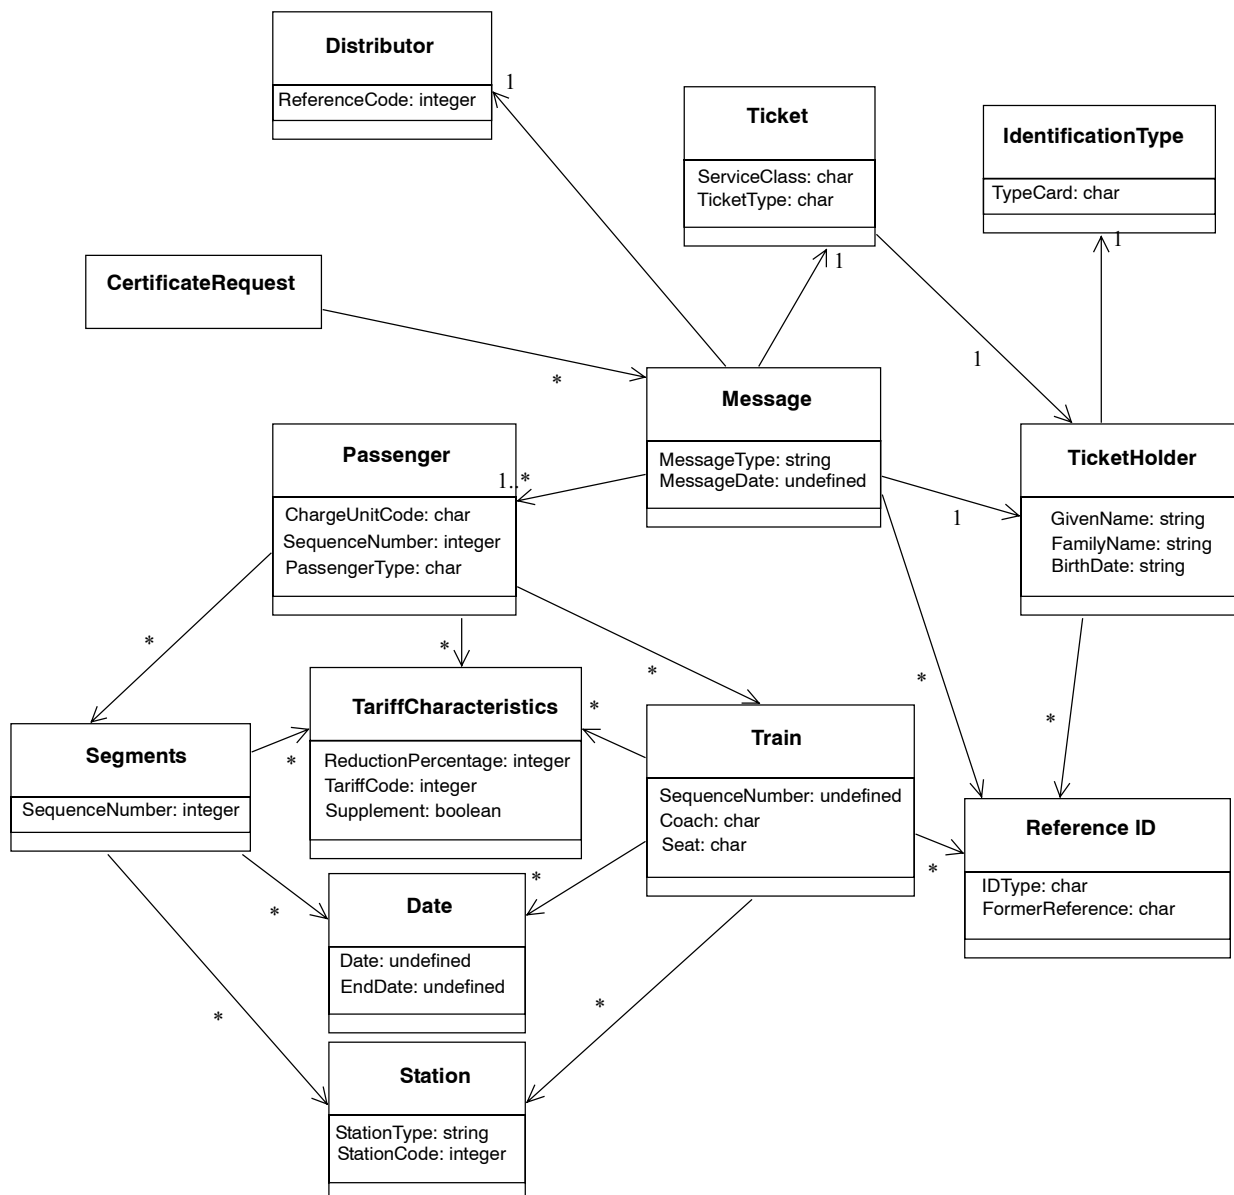 Distributor
ReferenceCode: integer
1
Ticket
ServiceClass: char
TicketType: char
1
IdentificationType
TypeCard: char
1
CertificateRequest
*
1
Message
MessageType: string
MessageDate: undefined
Passenger
ChargeUnitCode: char
SequenceNumber: integer
PassengerType: char
1..*
1
TicketHolder
GivenName: string
FamilyName: string
BirthDate: string
*
*
*
*
*
TariffCharacteristics
ReductionPercentage: integer
TariffCode: integer
Supplement: boolean
*
*
Segments
SequenceNumber: integer
Train
SequenceNumber: undefined
Coach: char
Seat: char
*
Reference ID
IDType: char
FormerReference: char
*
*
Date
Date: undefined
EndDate: undefined
*
*
Station
StationType: string
StationCode: integer